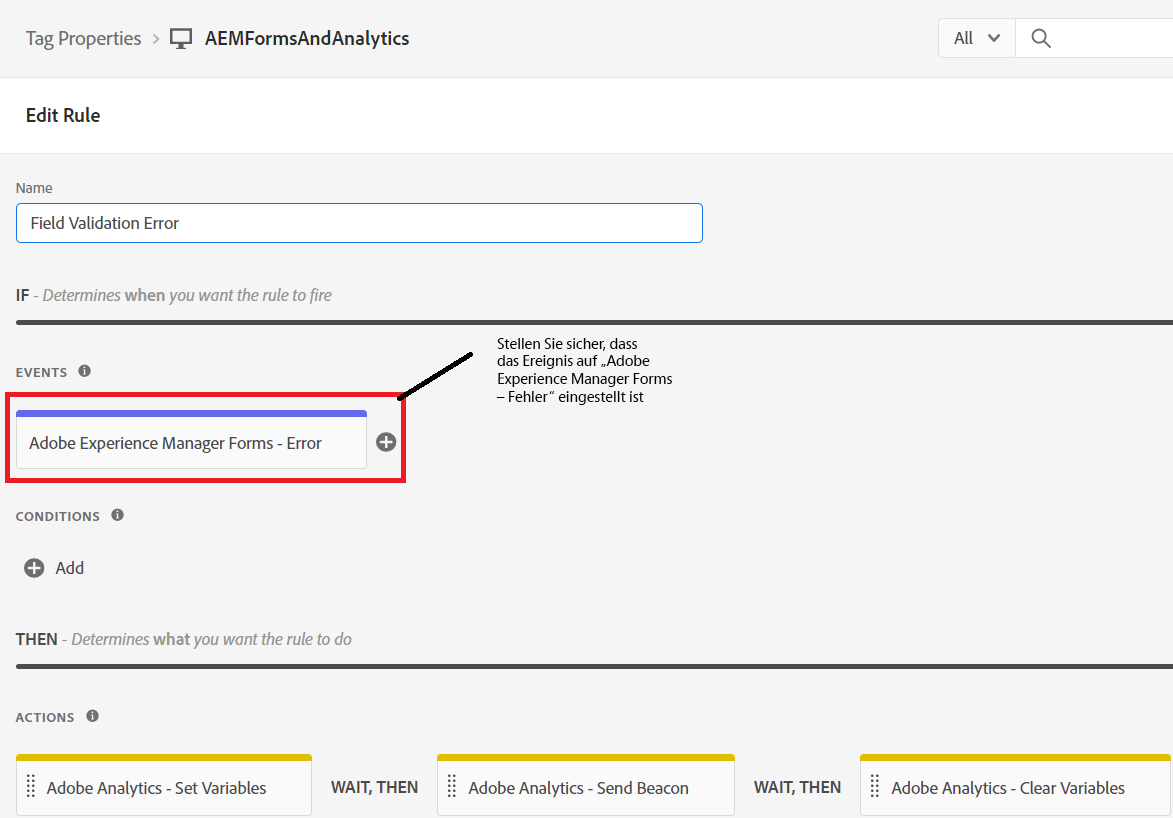 Tag Properties > AEMFormsAndAnalytics
All
Edit Rule
Name
Field Validation Error
IF - Determines when you want the rule to fire
Stellen Sie sicher, dass
das Ereignis auf „Adobe
Experience Manager Forms
– Fehler“ eingestellt ist
EVENTS
Adobe Experience Manager Forms - Error
CONDITIONS
Add
THEN - Determines what you want the rule to do
ACTIONS
Adobe Analytics - Set Variables WAIT, THEN Adobe Analytics - Send Beacon WAIT, THEN Adobe Analytics - Clear Variables